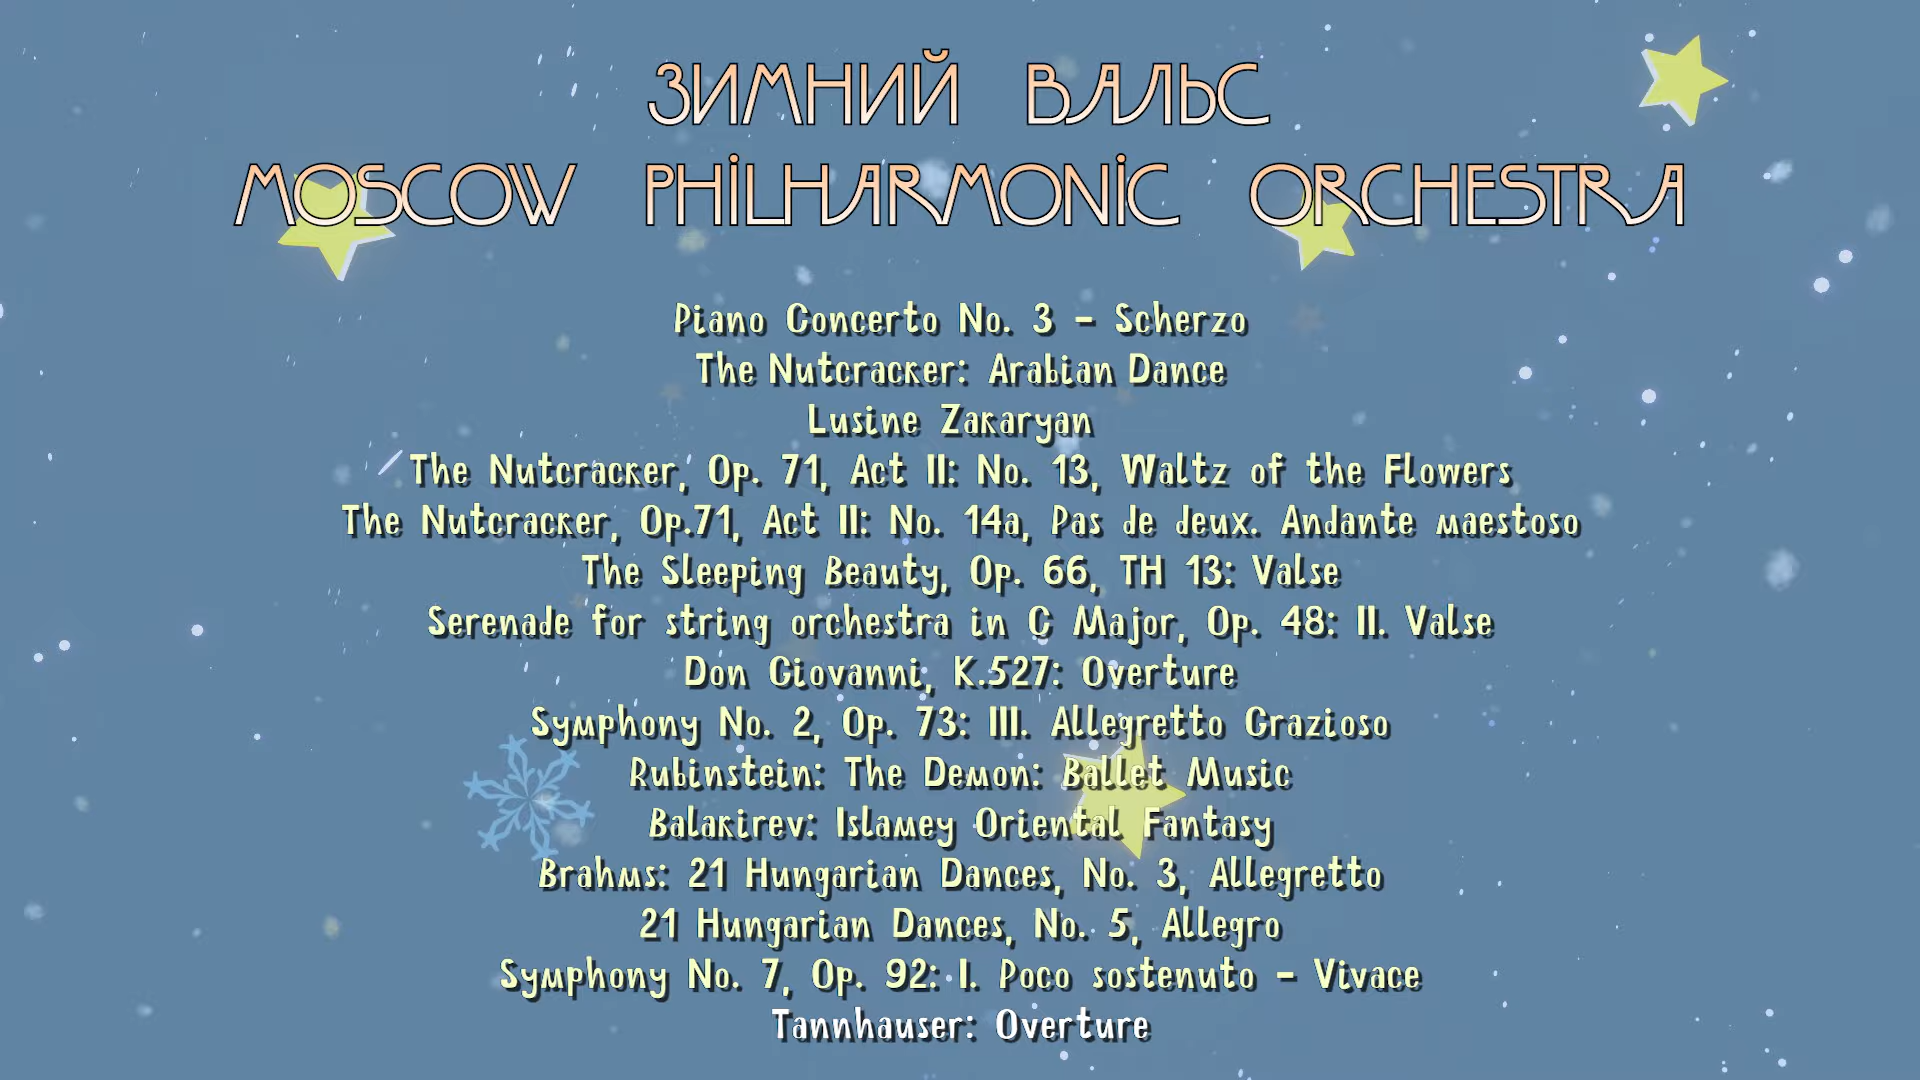 ЗИМНИЙ ВАЛЬС
MOSCOW PHILHARMONIC ORCHESTRA
Piano Concerto No. 3 - Scherzo
The Nutcracker: Arabian Dance
Lusine Zakaryan
The Nutcracker, Op. 71, Act II: No. 13, Waltz of the Flowers
The Nutcracker, Op.71, Act II: No. 14a, Pas de deux. Andante maestoso
The Sleeping Beauty, Op. 66, TH 13: Valse
Serenade for string orchestra in C Major, Op. 48: II. Valse
Don Giovanni, K.527: Overture
Symphony No. 2, Op. 73: III. Allegretto Grazioso
Rubinstein: The Demon: Ballet Music
Balakirev: Islamey Oriental Fantasy
Brahms: 21 Hungarian Dances, No. 3, Allegretto
21 Hungarian Dances, No. 5, Allegro
Symphony No. 7, Op. 92: I. Poco sostenuto - Vivace
Tannhauser: Overture